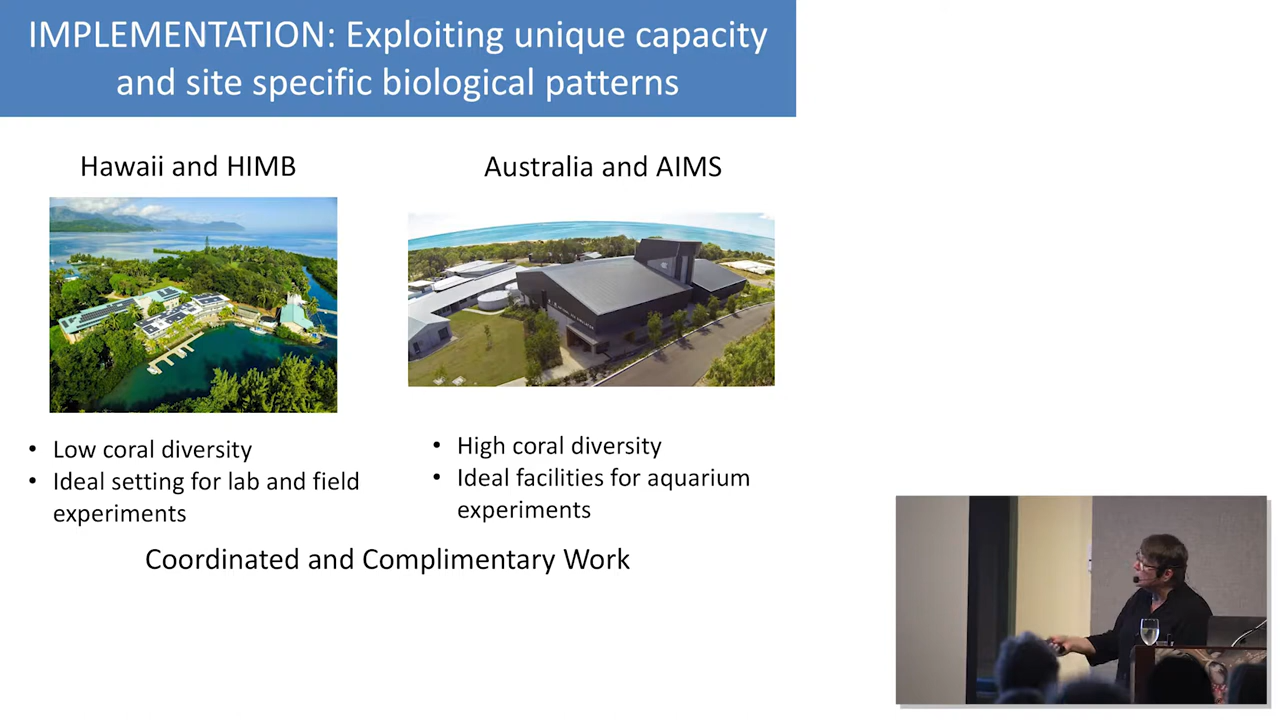 IMPLEMENTATION: Exploiting unique capacity
and site specific biological patterns
Hawaii and HIMB
Australia and AIMS
• Low coral diversity
• Ideal setting for lab and field
experiments
• High coral diversity
• Ideal facilities for aquarium
experiments
Coordinated and Complimentary Work